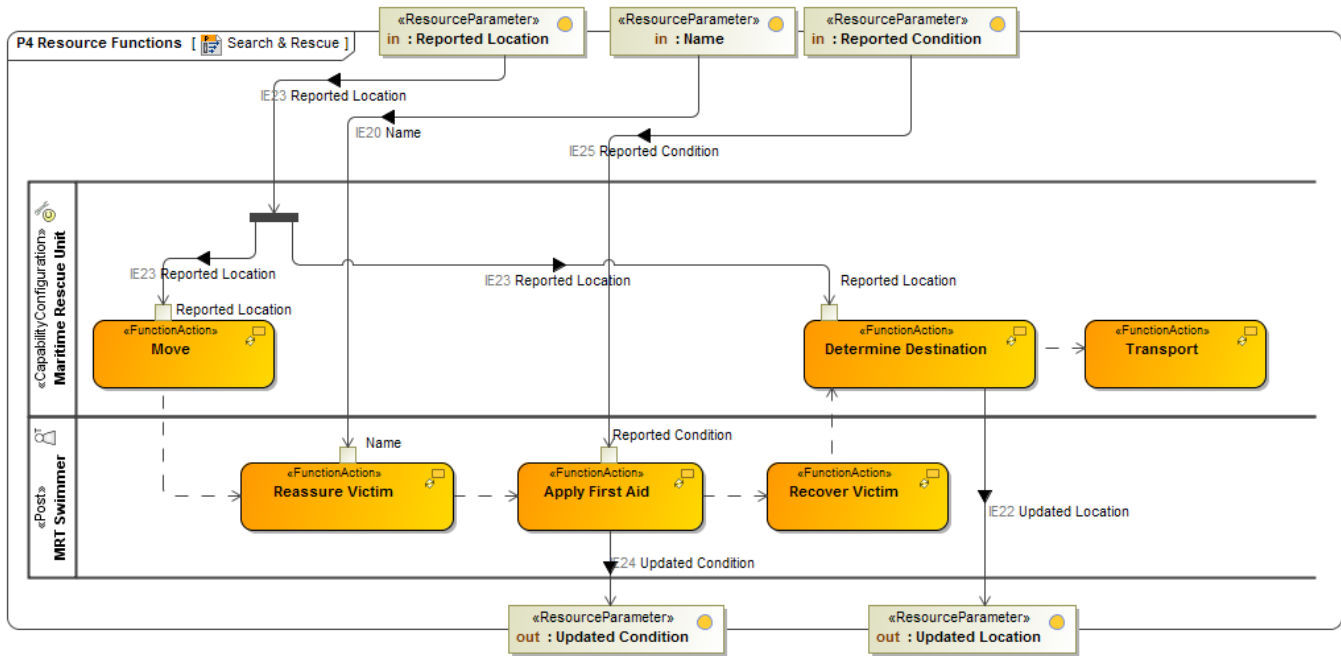 «ResourceParameter»
in : Reported Location
«ResourceParameter»
in : Name
«ResourceParameter»
in : Reported Condition
P4 Resource Functions [ Search & Rescue ]
IE23 Reported Location
IE20 Name
IE25 Reported Condition
«CapabilityConfiguration»
Maritime Rescue Unit
IE23 Reported Location
IE23 Reported Location
Reported Location
Reported Location
«FunctionAction»
Move
«FunctionAction»
Determine Destination
«FunctionAction»
Transport
«Post»
MRT Swimmer
Name
Reported Condition
«FunctionAction»
Reassure Victim
«FunctionAction»
Apply First Aid
«FunctionAction»
Recover Victim
IE22 Updated Location
IE24 Updated Condition
«ResourceParameter»
out : Updated Condition
«ResourceParameter»
out : Updated Location